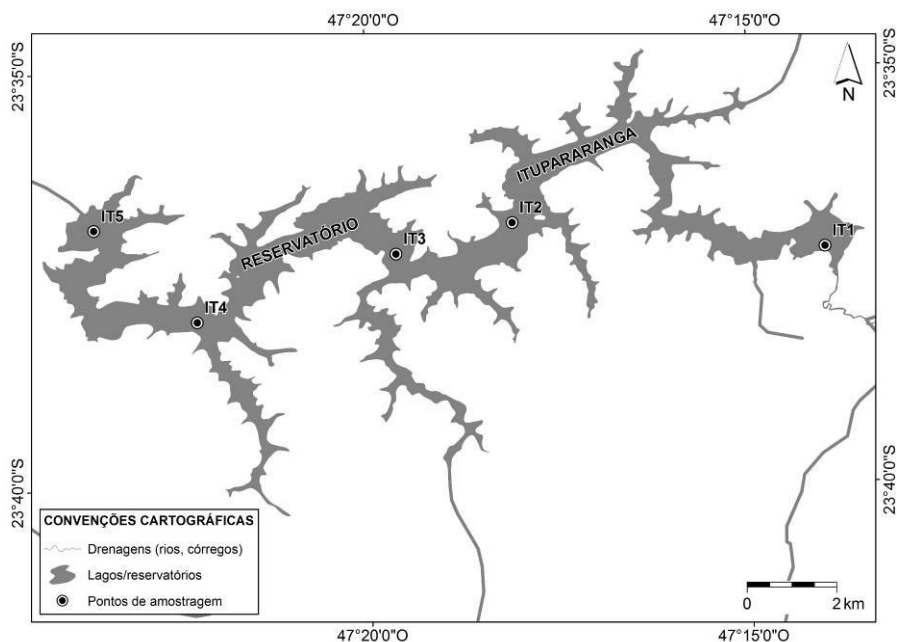 47°20'0"O
47°15'0"O
23°35'0"S
23°35'0"S
N
ITUPARARANGA
IT5
IT2
RESERVATÓRIO
IT3
IT1
IT4
23°40'0"S
23°40'0"S
CONVENÇÕES CARTOGRÁFICAS
Drenagens (rios, córregos)
Lagos/reservatórios
Pontos de amostragem
0 2 km
47°20'0"O
47°15'0"O